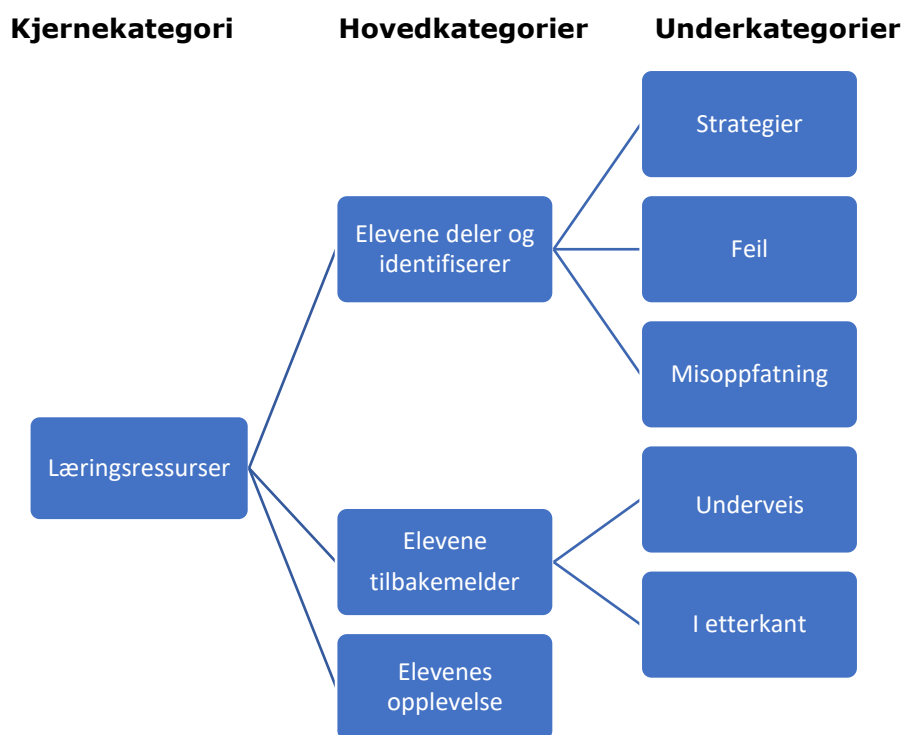 Kjernekategori
Hovedkategorier
Underkategorier
Strategier
Elevene deler og
identifiserer
Feil
Misoppfatning
Læringsressurser
Underveis
Elevene
tilbakemelder
I etterkant
Elevenes
opplevelse